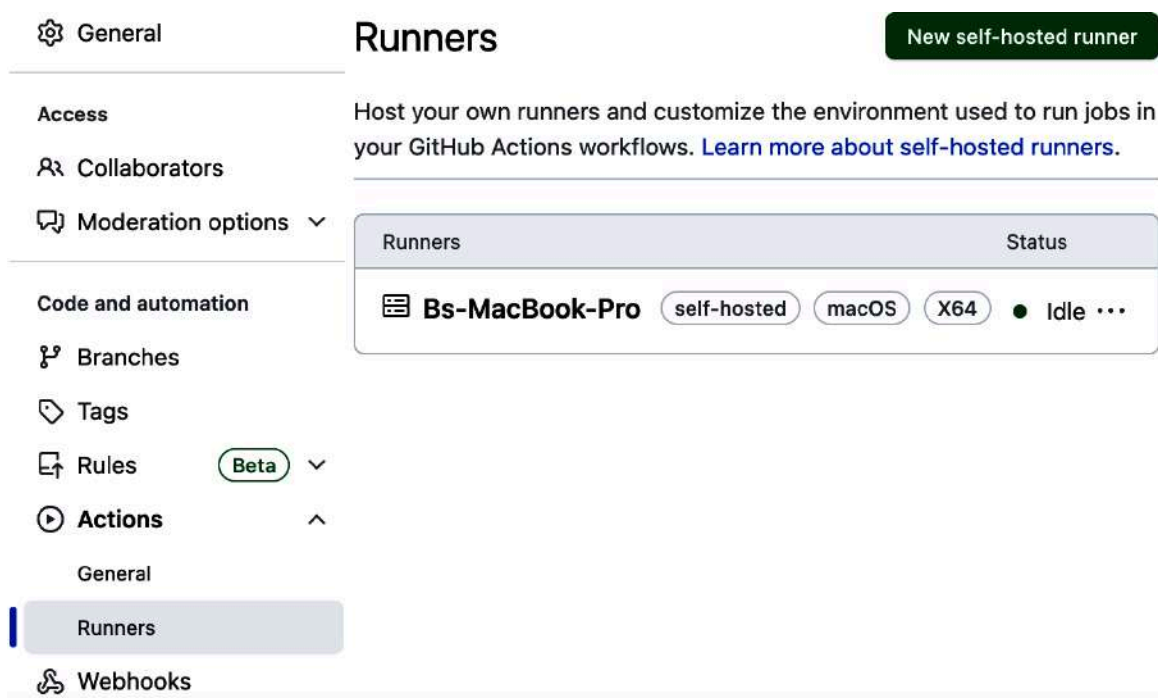 General
Access
Collaborators
Moderation options
Code and automation
Branches
Tags
Rules Beta
Actions
General
Runners
Webhooks
Runners
New self-hosted runner
Host your own runners and customize the environment used to run jobs in
your GitHub Actions workflows. Learn more about self-hosted runners.
Runners Status
Bs-MacBook-Pro self-hosted macOS X64 Idle